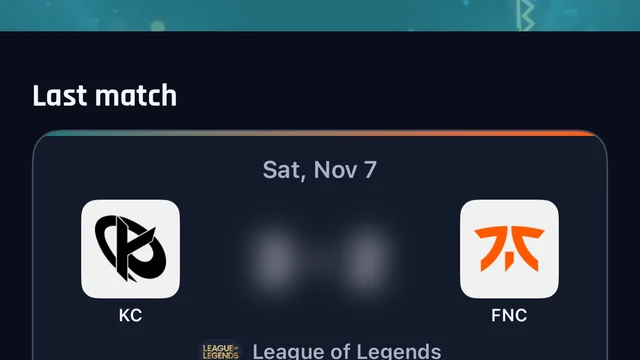 Last match
Sat, Nov 7
KC
FNC
LEAGUE OF
LEGENDS
League of Legends